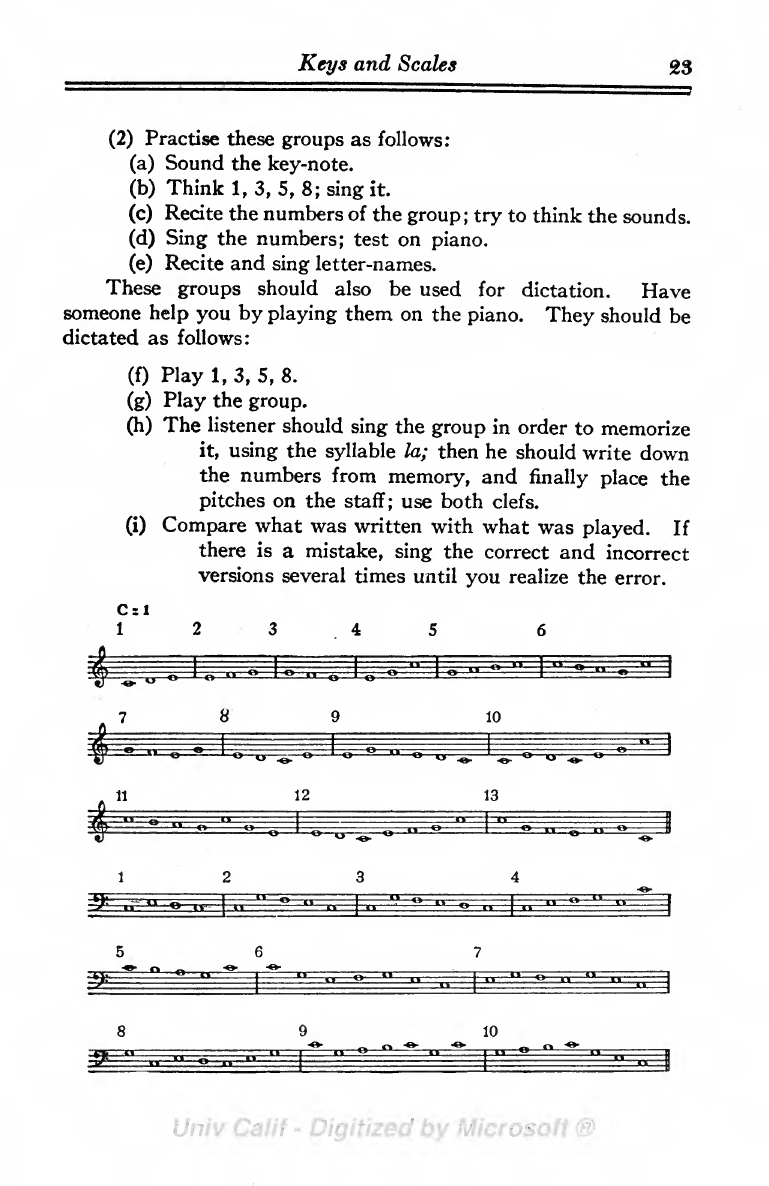 Keys and Scales 23
(2) Practise these groups as follows:
(a) Sound the key-note.
(b) Think 1, 3, 5, 8; sing it.
(c) Recite the numbers of the group; try to think the sounds.
(d) Sing the numbers; test on piano.
(e) Recite and sing letter-names.
These groups should also be used for dictation. Have
someone help you by playing them on the piano. They should be
dictated as follows:
(f) Play 1, 3, 5, 8.
(g) Play the group.
(h) The listener should sing the group in order to memorize
it, using the syllable la; then he should write down
the numbers from memory, and finally place the
pitches on the staff; use both clefs.
(i) Compare what was written with what was played. If
there is a mistake, sing the correct and incorrect
versions several times until you realize the error.
C=1
1 2 3 4 5 6
7 8 9 10
11 12 13
1 2 3 4
5 6 7
8 9 10
Univ Calif - Digitized by Microsoft ®